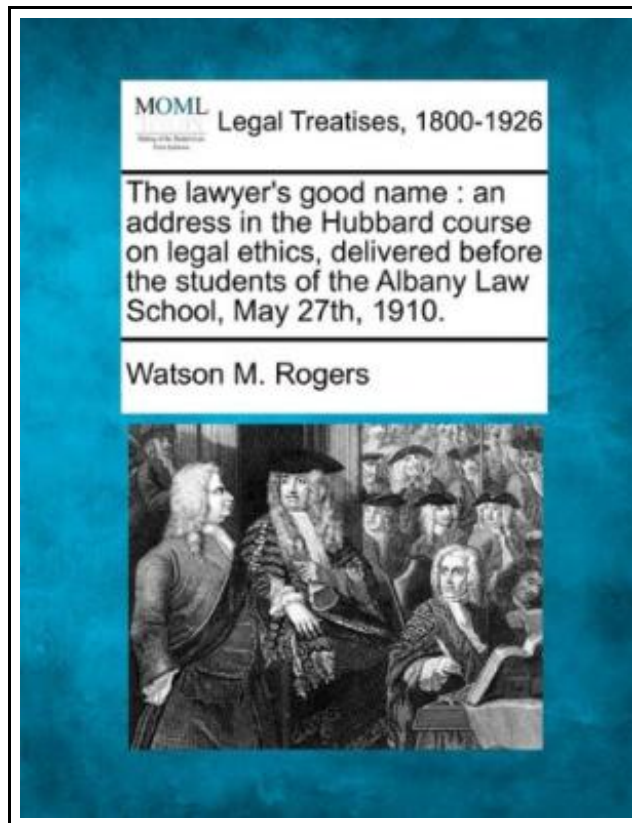 MOML
Legal Treatises, 1800-1926
The lawyer's good name : an
address in the Hubbard course
on legal ethics, delivered before
the students of the Albany Law
School, May 27th, 1910.
Watson M. Rogers